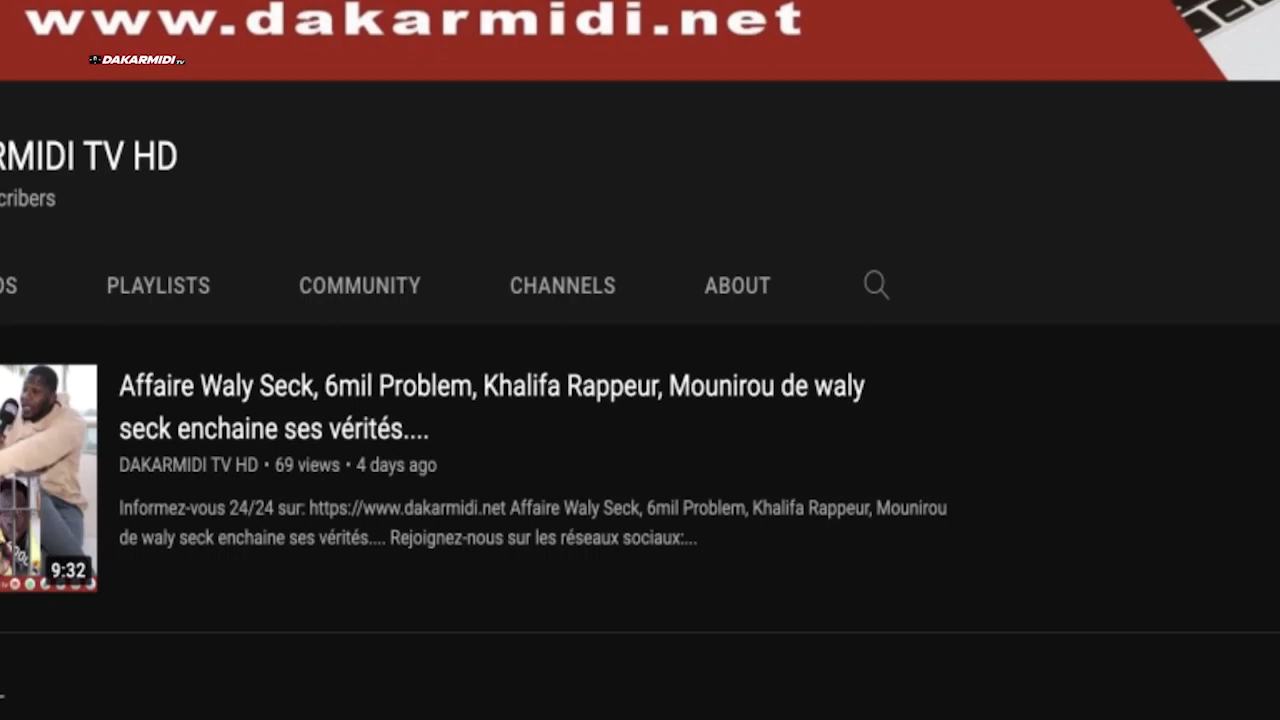 www.dakarmidi.net
DAKARMIDI TV
RMIDI TV HD
cribers
OS PLAYLISTS COMMUNITY CHANNELS ABOUT
Affaire Waly Seck, 6mil Problem, Khalifa Rappeur, Mounirou de waly
seck enchaine ses vérités....
DAKARMIDI TV HD • 69 views • 4 days ago
Informez-vous 24/24 sur: https://www.dakarmidi.net Affaire Waly Seck, 6mil Problem, Khalifa Rappeur, Mounirou
de waly seck enchaine ses vérités.... Rejoignez-nous sur les réseaux sociaux:...
9:32